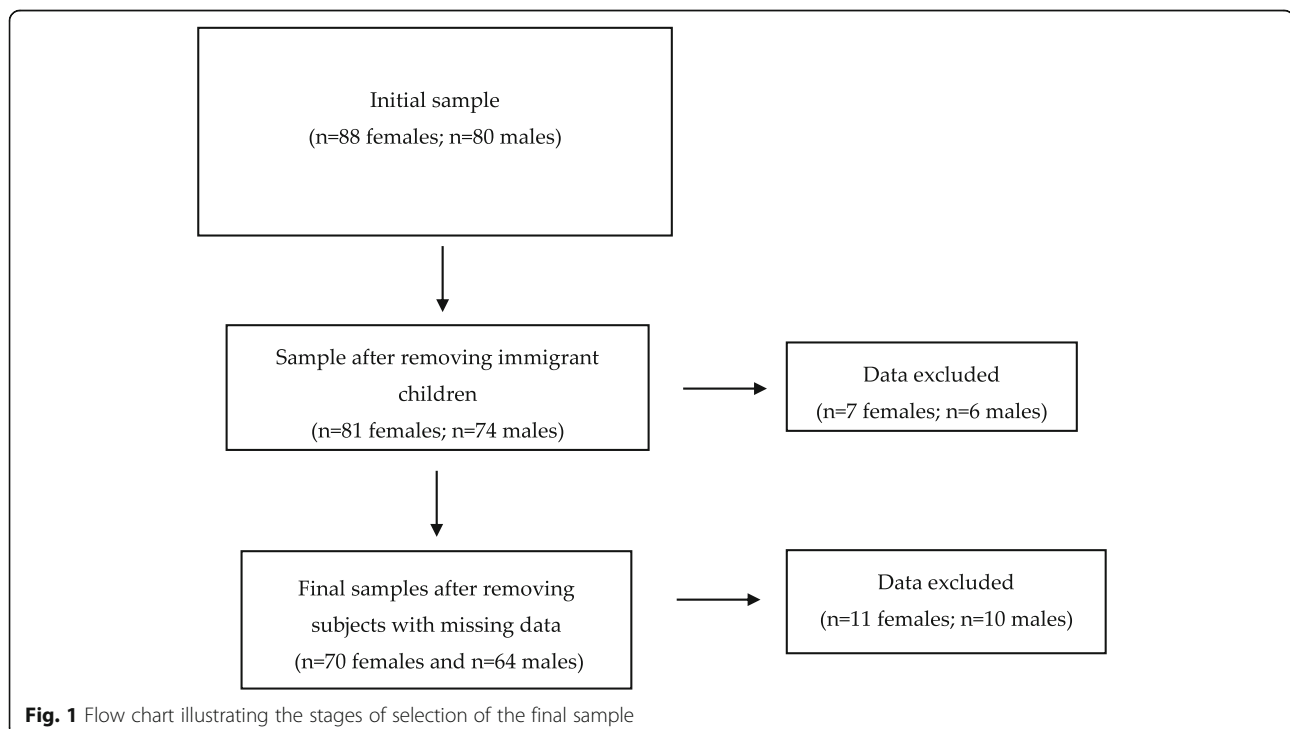 Initial sample
(n=88 females; n=80 males)
Sample after removing immigrant
children
(n=81 females; n=74 males)
Data excluded
(n=7 females; n=6 males)
Final samples after removing
subjects with missing data
(n=70 females and n=64 males)
Data excluded
(n=11 females; n=10 males)
Fig. 1 Flow chart illustrating the stages of selection of the final sample